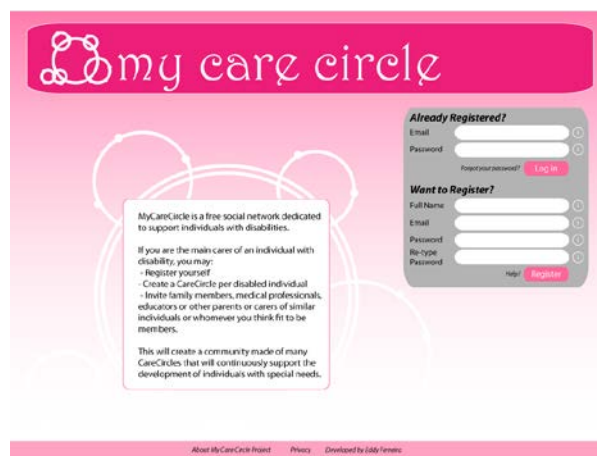 my care circle
Already Registered?
Email
Password
Forgot your password? Log in
Want to Register?
Full Name
Email
Password
Re-type
Password
Help! Register
MyCareCircle is a free social network dedicated
to support individuals with disabilities.
If you are the main carer of an individual with
disability, you may:
- Register yourself
- Create a CareCircle per disabled individual
- Invite family members, medical professionals,
educators or other parents or carers of similar
individuals or whomever you think fit to be
members.
This will create a community made of many
CareCircles that will continuously support the
development of individuals with special needs.
About MyCareCircle Project Privacy Developed by Eddy Ferreira